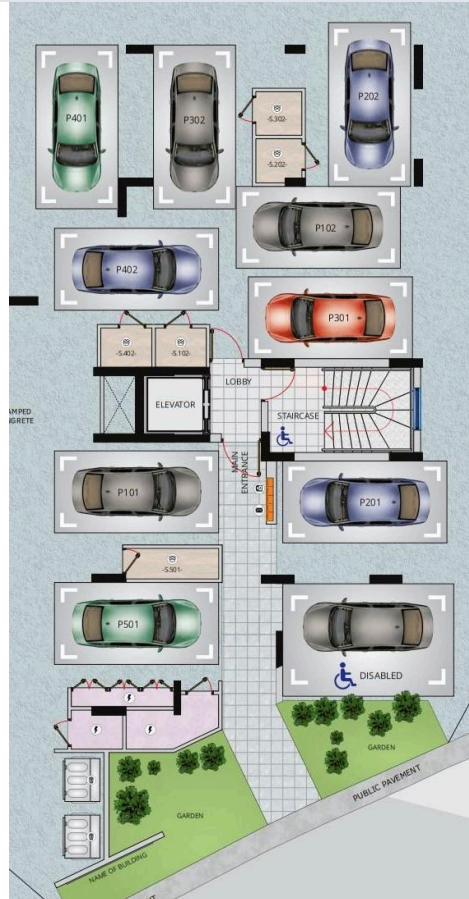 P401
P302
P202
-S.302-
-S.202-
P102
P402
P301
-S.402-
-S.102-
LOBBY
ELEVATOR
STAIRCASE
AMPED
NCRETE
MAIN
ENTRANCE
P101
P201
-S.501-
P501
DISABLED
GARDEN
PUBLIC PAVEMENT
GARDEN
NAME OF BUILDING